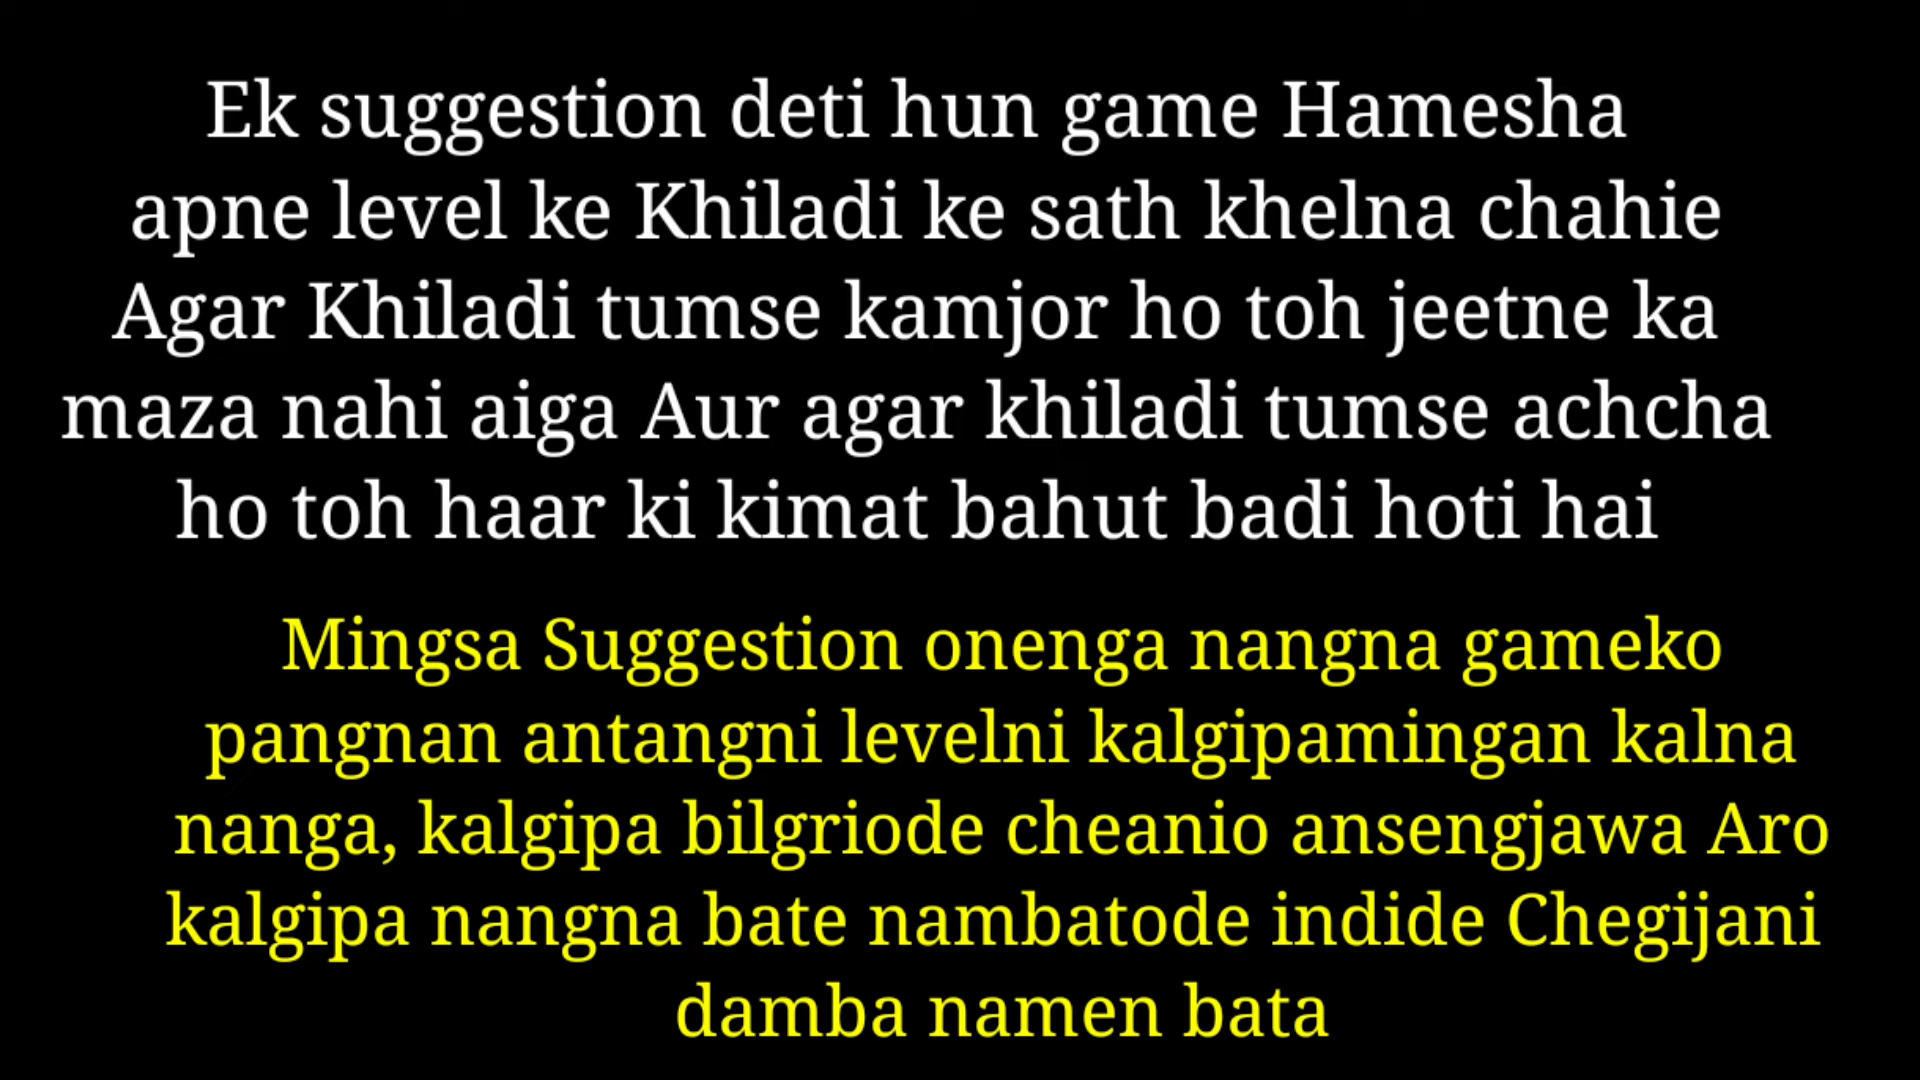 Ek suggestion deti hun game Hamesha
apne level ke Khiladi ke sath khelna chahie
Agar Khiladi tumse kamjor ho toh jeetne ka
maza nahi aiga Aur agar khiladi tumse achcha
ho toh haar ki kimat bahut badi hoti hai
Mingsa Suggestion onenga nangna gameko
pangnan antangni levelni kalgipamingan kalna
nanga, kalgipa bilgriode cheanio ansengjawa Aro
kalgipa nangna bate nambatode indide Chegijani
damba namen bata